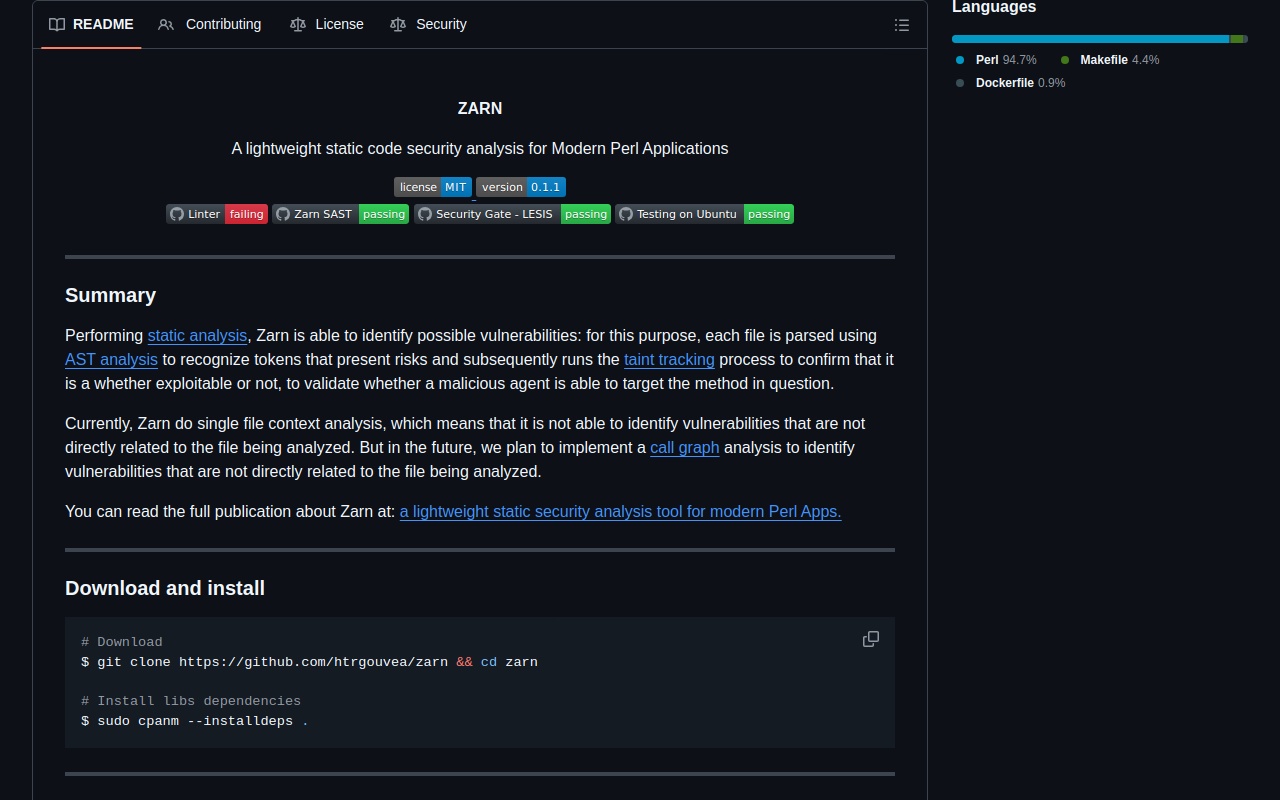 README Contributing License Security
Languages
Perl 94.7% Makefile 4.4%
Dockerfile 0.9%
ZARN
A lightweight static code security analysis for Modern Perl Applications
license MIT version 0.1.1
Linter failing Zarn SAST passing Security Gate - LESIS passing Testing on Ubuntu passing
Summary
Performing static analysis, Zarn is able to identify possible vulnerabilities: for this purpose, each file is parsed using
AST analysis to recognize tokens that present risks and subsequently runs the taint tracking process to confirm that it
is a whether exploitable or not, to validate whether a malicious agent is able to target the method in question.
Currently, Zarn do single file context analysis, which means that it is not able to identify vulnerabilities that are not
directly related to the file being analyzed. But in the future, we plan to implement a call graph analysis to identify
vulnerabilities that are not directly related to the file being analyzed.
You can read the full publication about Zarn at: a lightweight static security analysis tool for modern Perl Apps.
Download and install
# Download
$ git clone https://github.com/htrgouvea/zarn && cd zarn
# Install libs dependencies
$ sudo cpanm --installdeps .